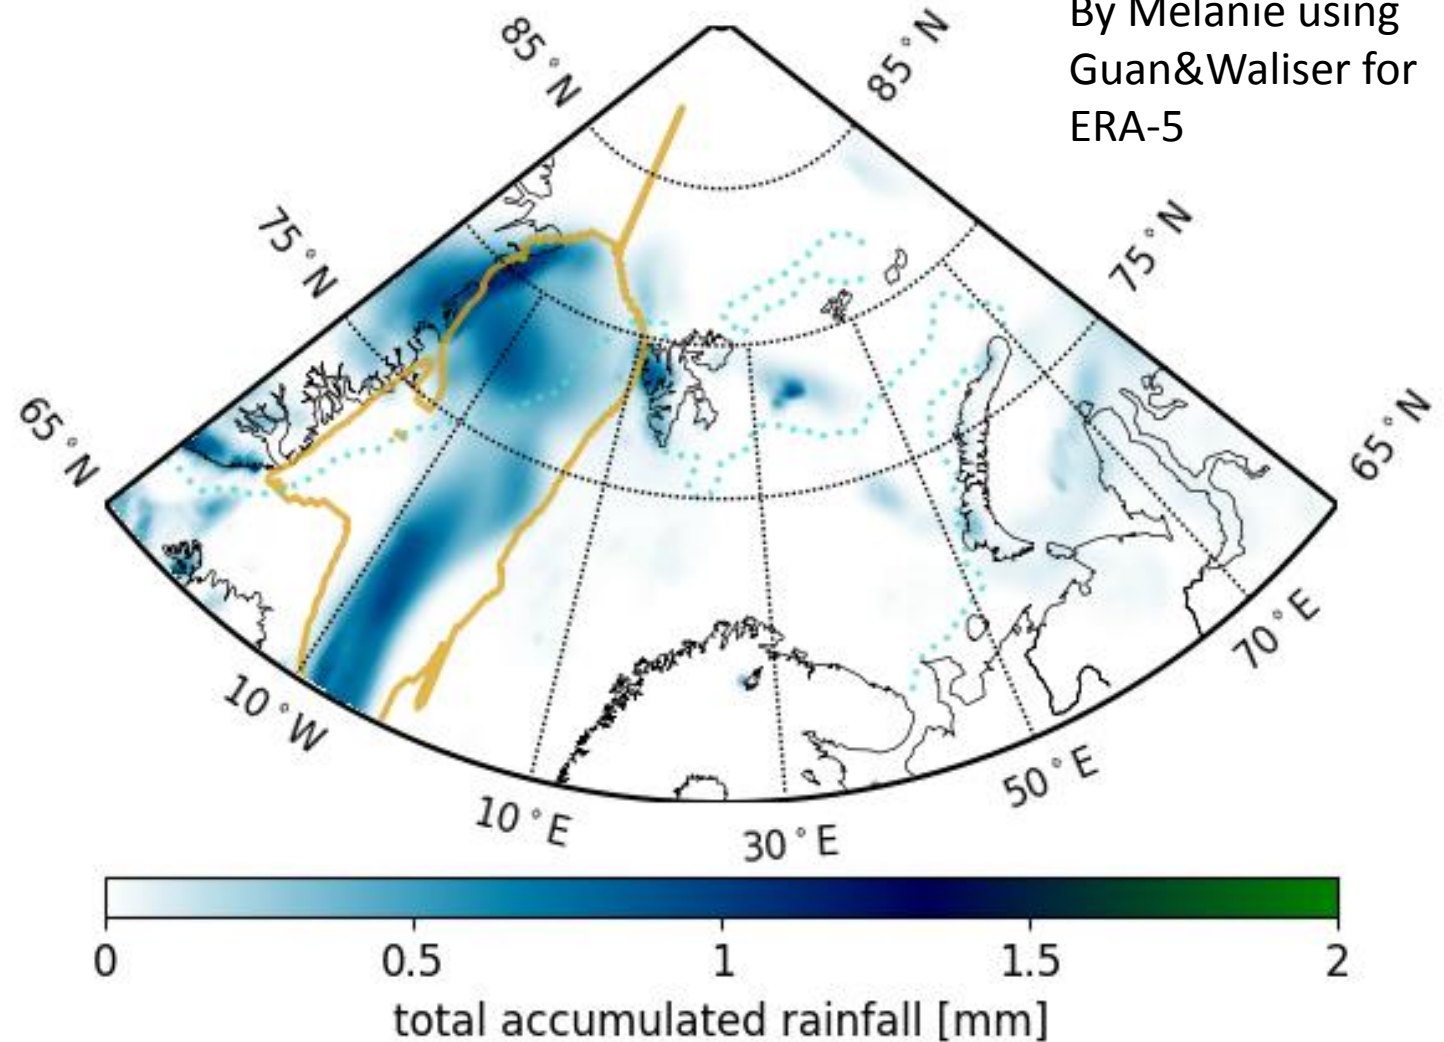 By Melanie using
Guan&Waliser for
ERA-5
85°N
85°N
75°N
75°N
65°N
65°N
10°W
10°E
30°E
50°E
70°E
0 0.5 1 1.5 2
total accumulated rainfall [mm]